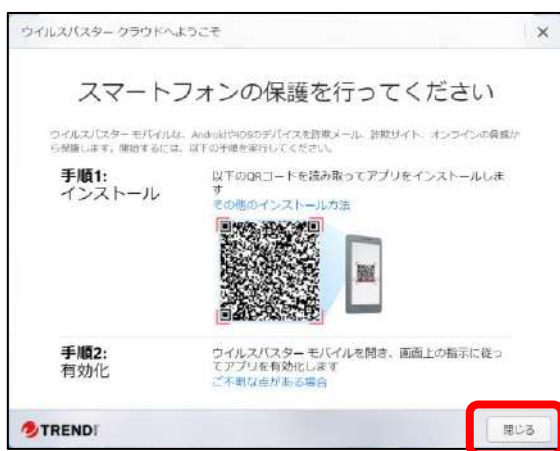 ウイルスバスター クラウドへようこそ
スマートフォンの保護を行ってください
ウイルスバスター モバイルは、AndroidやiOSのデバイスを詐欺メール、詐欺サイト、オンラインの脅威か
ら保護します。開始するには、以下の手順を実行してください。
手順1:
インストール
以下のQRコードを読み取ってアプリをインストールしま
す
その他のインストール方法
手順2:
有効化
ウイルスバスター モバイルを開き、画面上の指示に従っ
てアプリを有効化します
ご不明な点がある場合
TREND
閉じる